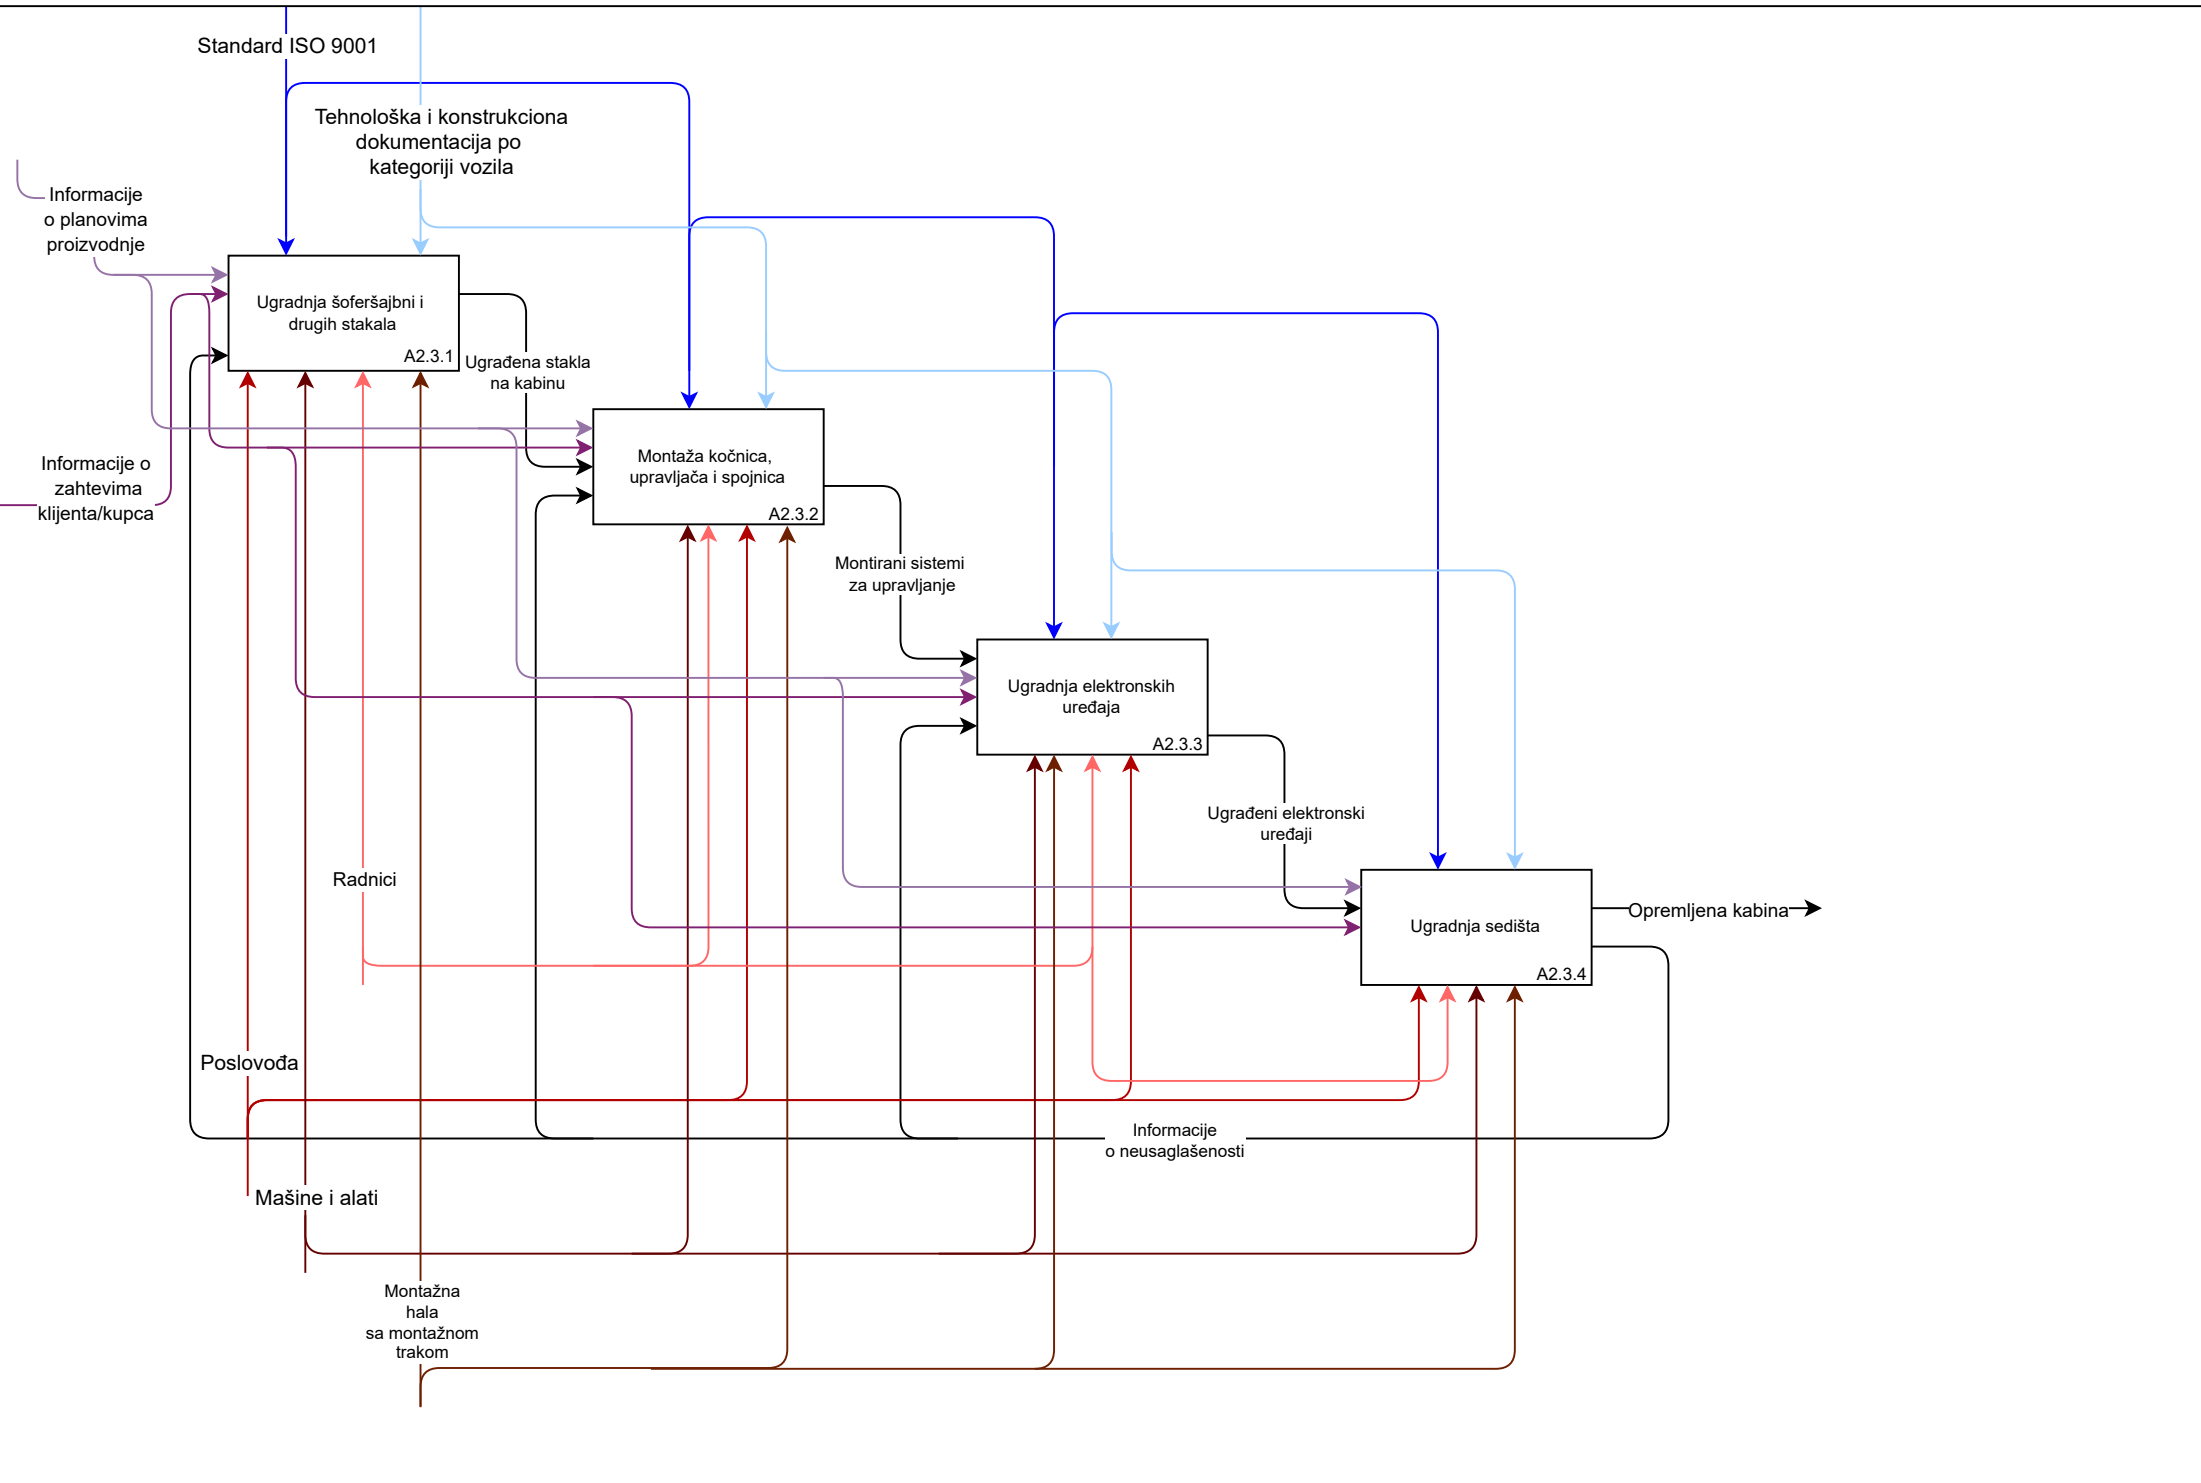 Standard ISO 9001
Tehnološka i konstrukciona
dokumentacija po
kategoriji vozila
Informacije
o planovima
proizvodnje
Ugradnja šoferšajbni i
drugih stakala
A2.3.1
Ugrađena stakla
na kabinu
Informacije o
zahtevima
klijenta/kupca
Montaža kočnica,
upravljača i spojnica
A2.3.2
Montirani sistemi
za upravljanje
Ugradnja elektronskih
uređaja
A2.3.3
Ugrađeni elektronski
uređaji
Radnici
Opremljena kabina
Ugradnja sedišta
A2.3.4
Poslovođa
Informacije
o neusaglašenosti
Mašine i alati
Montažna
hala
sa montažnom
trakom